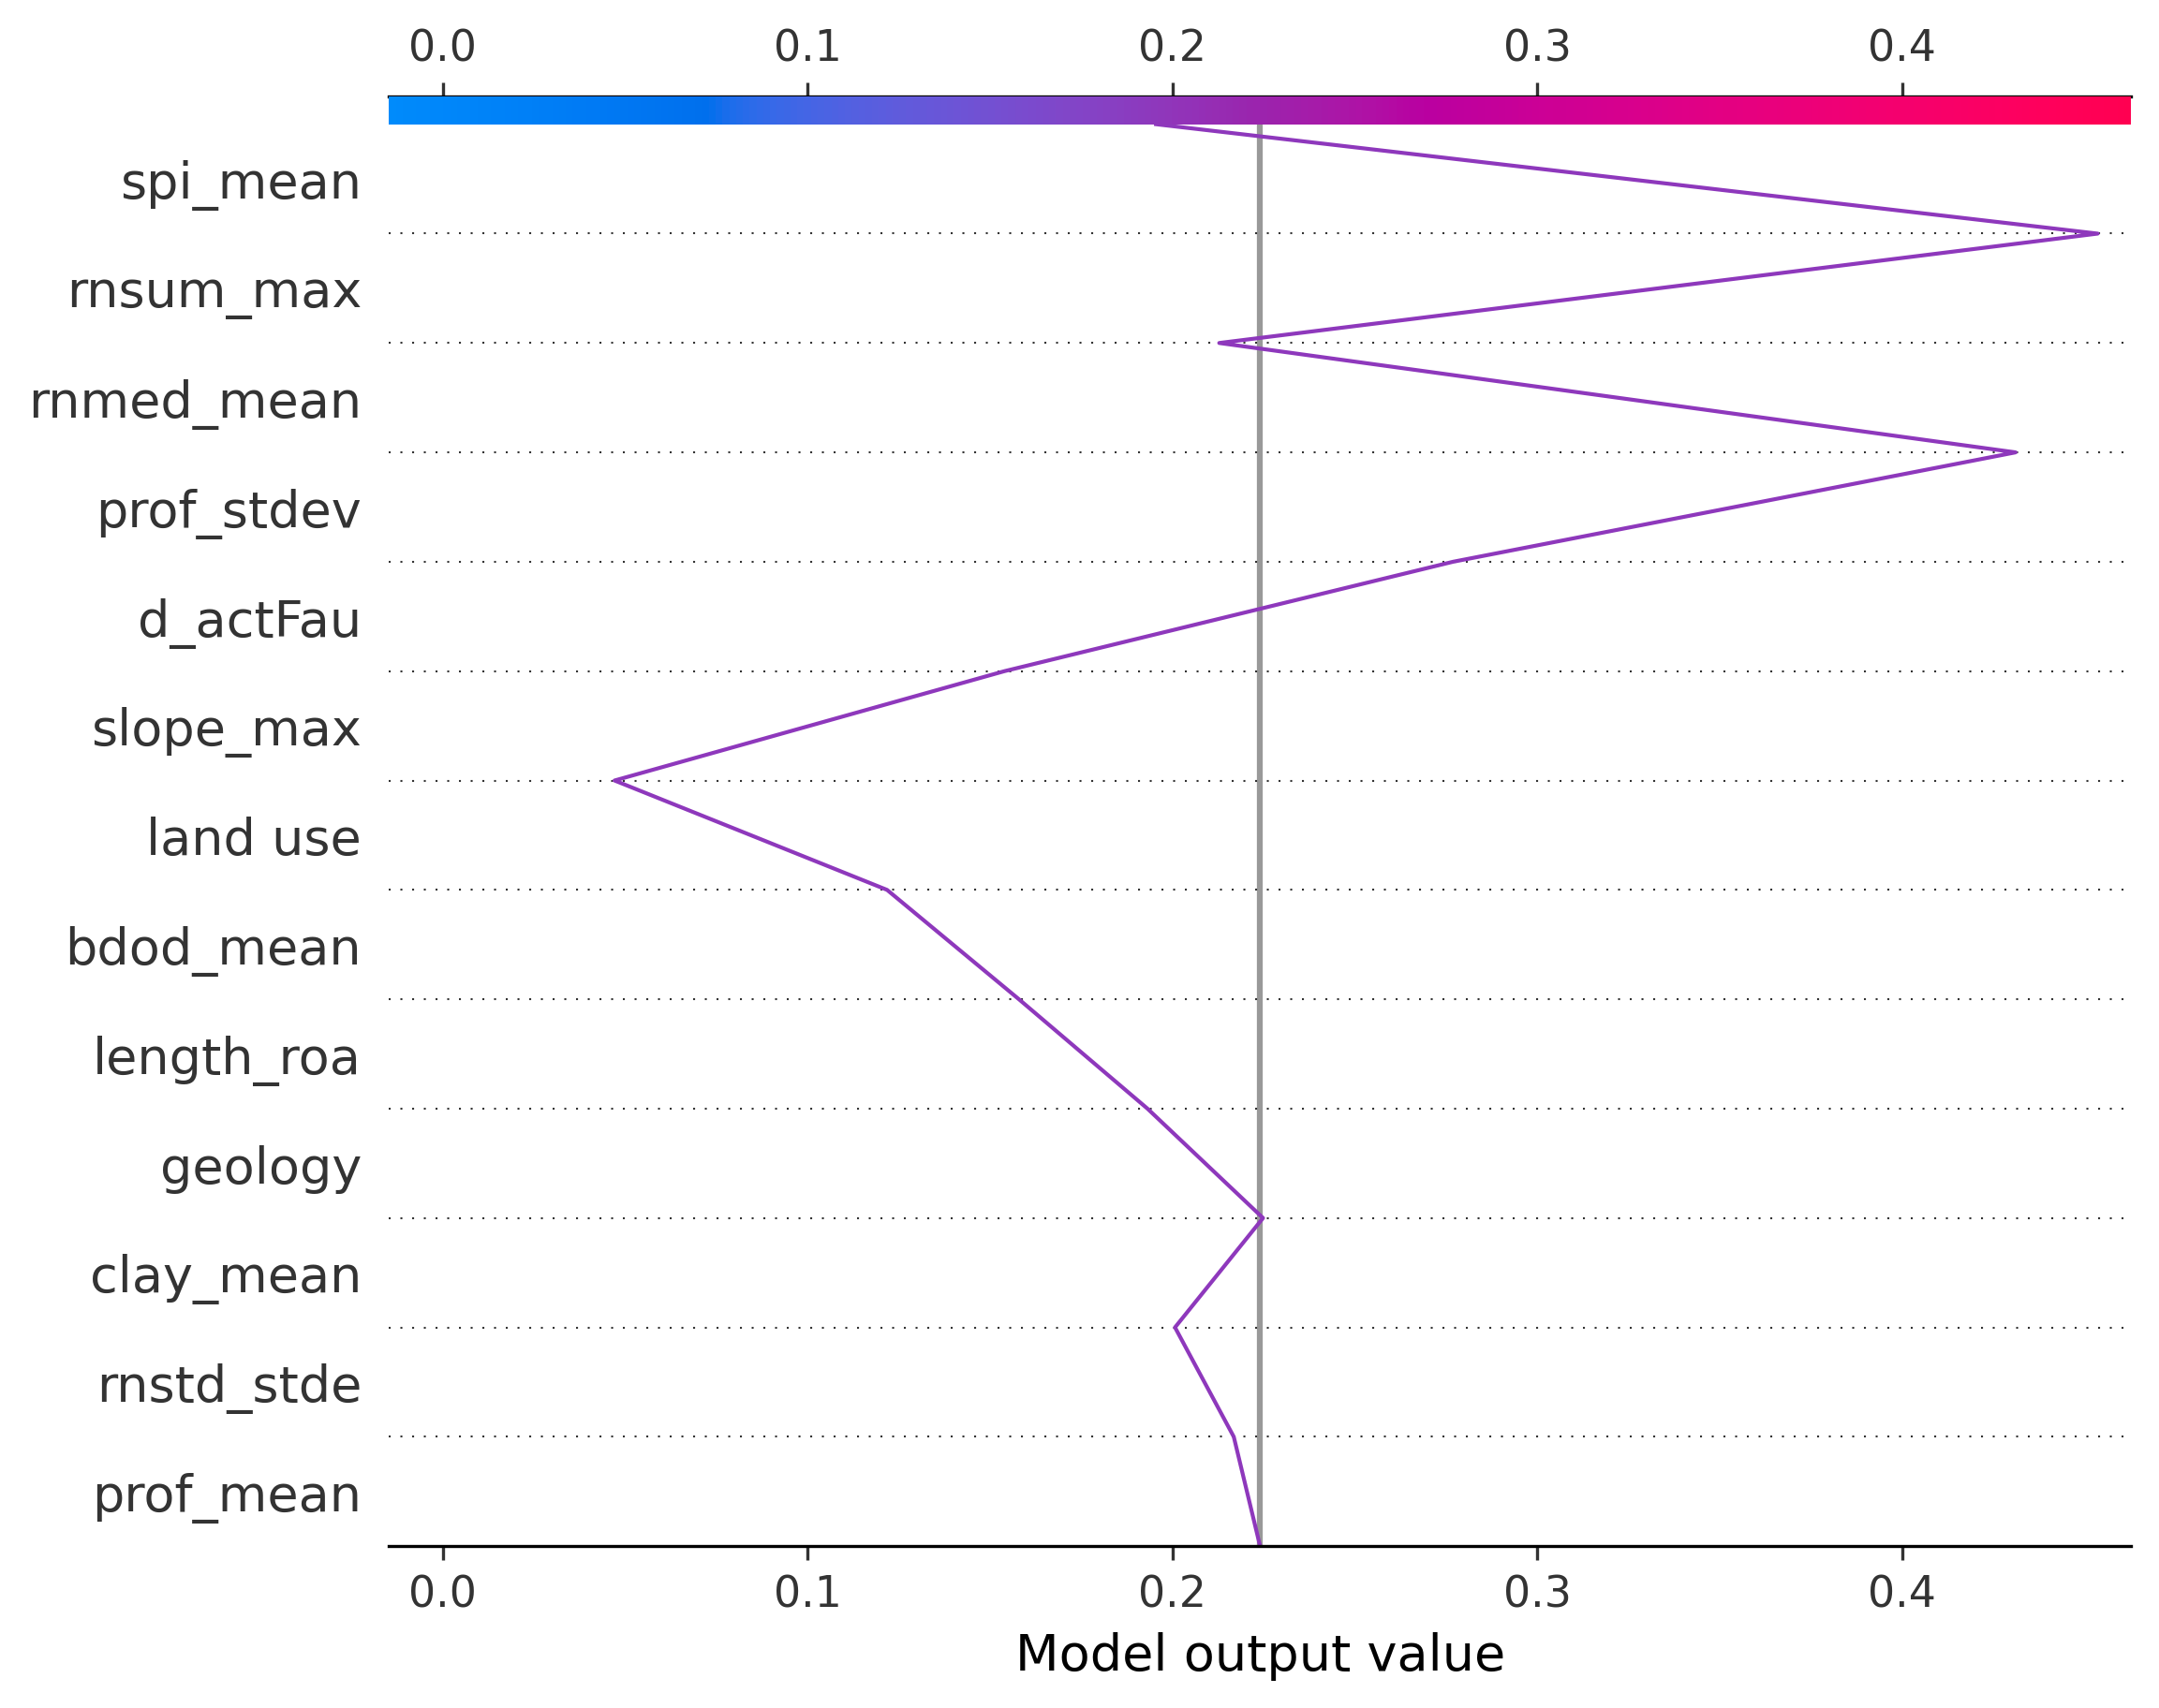 0.0 0.1 0.2 0.3 0.4
spi_mean
rnsum_max
rnmed_mean
prof_stdev
d_actFau
slope_max
land use
bdod_mean
length_roa
geology
clay_mean
rnstd_stde
prof_mean
0.0 0.1 0.2 0.3 0.4
Model output value